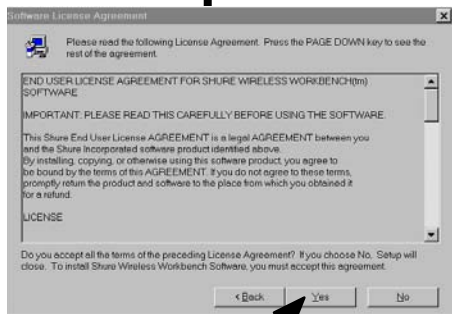 Software License Agreement
Please read the following License Agreement. Press the PAGE DOWN key to see the
rest of the agreement.
END USER LICENSE AGREEMENT FOR SHURE WIRELESS WORKBENCH(tm)
SOFTWARE
IMPORTANT: PLEASE READ THIS CAREFULLY BEFORE USING THE SOFTWARE.
This Shure End User License AGREEMENT is a legal AGREEMENT between you
and the Shure Incorporated software product identified above.
By installing, copying, or otherwise using this software product, you agree to
be bound by the terms of this AGREEMENT. If you do not agree to these terms,
promptly return the product and software to the place from which you obtained it
for a refund.
LICENSE
Do you accept all the terms of the preceding License Agreement? If you choose No, Setup will
close. To install Shure Wireless Workbench Software, you must accept this agreement.
< Back Yes No